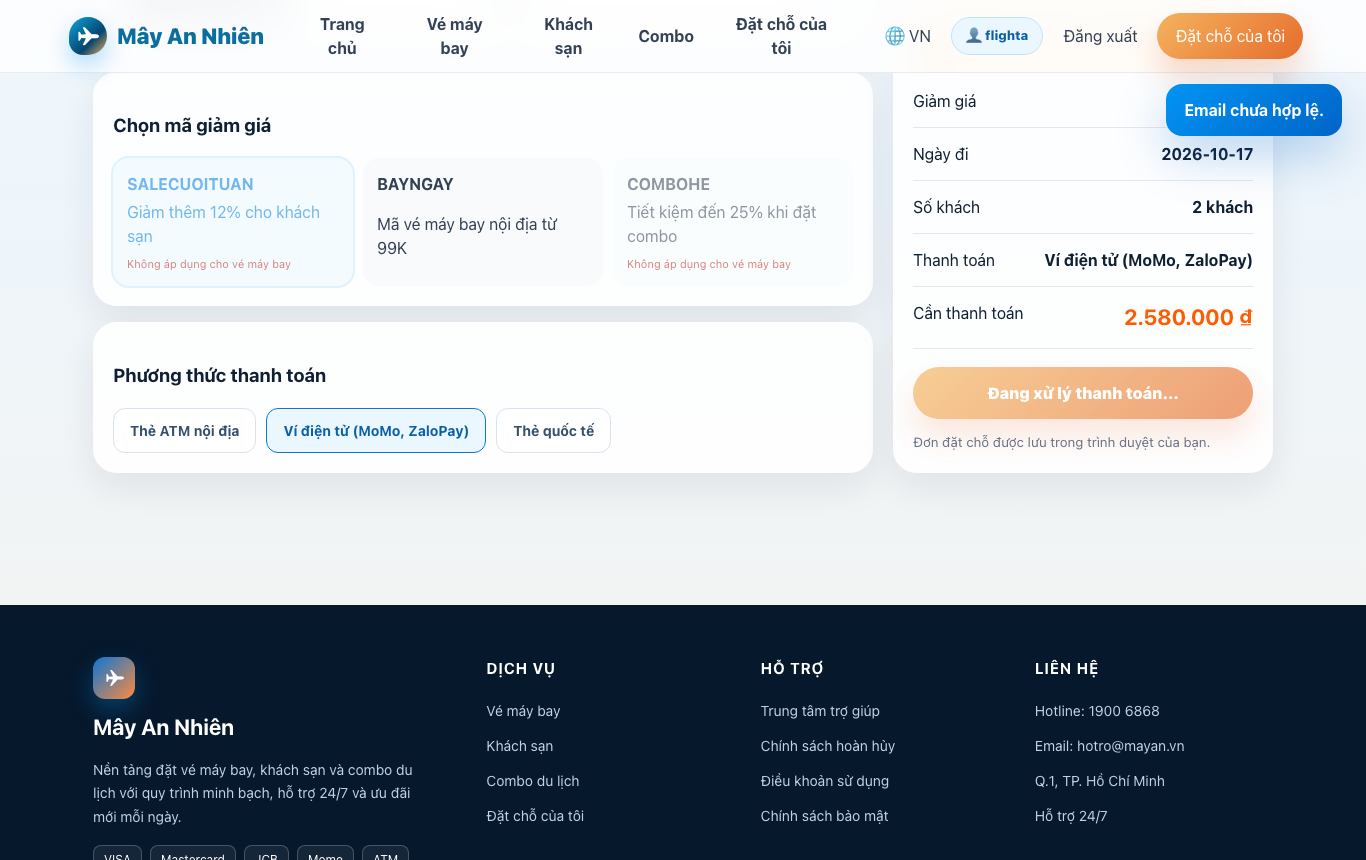 Mây An Nhiên
Trang
chủ
Vé máy
bay
Khách
sạn
Combo
Đặt chỗ của
tôi
VN
flighta
Đăng xuất
Đặt chỗ của tôi
Email chưa hợp lệ.
Chọn mã giảm giá
SALECUOITUAN
Giảm thêm 12% cho khách
sạn
Không áp dụng cho vé máy bay
BAYNGAY
Mã vé máy bay nội địa từ
99K
COMBOHE
Tiết kiệm đến 25% khi đặt
combo
Không áp dụng cho vé máy bay
Phương thức thanh toán
Thẻ ATM nội địa
Ví điện tử (MoMo, ZaloPay)
Thẻ quốc tế
Giảm giá
Ngày đi 2026-10-17
Số khách 2 khách
Thanh toán Ví điện tử (MoMo, ZaloPay)
Cần thanh toán 2.580.000 ₫
Đang xử lý thanh toán...
Đơn đặt chỗ được lưu trong trình duyệt của bạn.
Mây An Nhiên
Nền tảng đặt vé máy bay, khách sạn và combo du
lịch với quy trình minh bạch, hỗ trợ 24/7 và ưu đãi
mới mỗi ngày.
VISA Mastercard JCB Momo ATM
DỊCH VỤ
Vé máy bay
Khách sạn
Combo du lịch
Đặt chỗ của tôi
HỖ TRỢ
Trung tâm trợ giúp
Chính sách hoàn hủy
Điều khoản sử dụng
Chính sách bảo mật
LIÊN HỆ
Hotline: 1900 6868
Email: hotro@mayan.vn
Q.1, TP. Hồ Chí Minh
Hỗ trợ 24/7